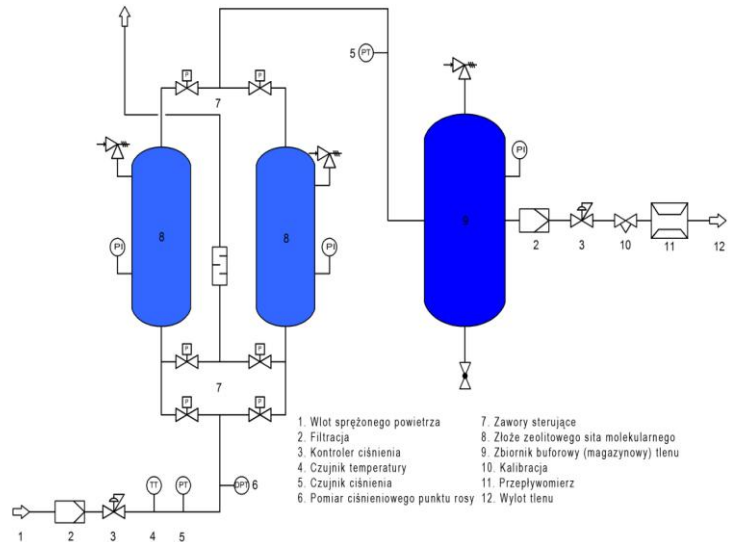 P P
5 PT
7
PI
8 8 9
PI PI
2 3 10 11 12
P P
7
P P
1. Wlot sprężonego powietrza
2. Filtracja
3. Kontroler ciśnienia
4. Czujnik temperatury
5. Czujnik ciśnienia
6. Pomiar ciśnieniowego punktu rosy
7. Zawory sterujące
8. Złoże zeolitowego sita molekularnego
9. Zbiornik buforowy (magazynowy) tlenu
10. Kalibracja
11. Przepływomierz
12. Wylot tlenu
TT PT DPT 6
1 2 3 4 5